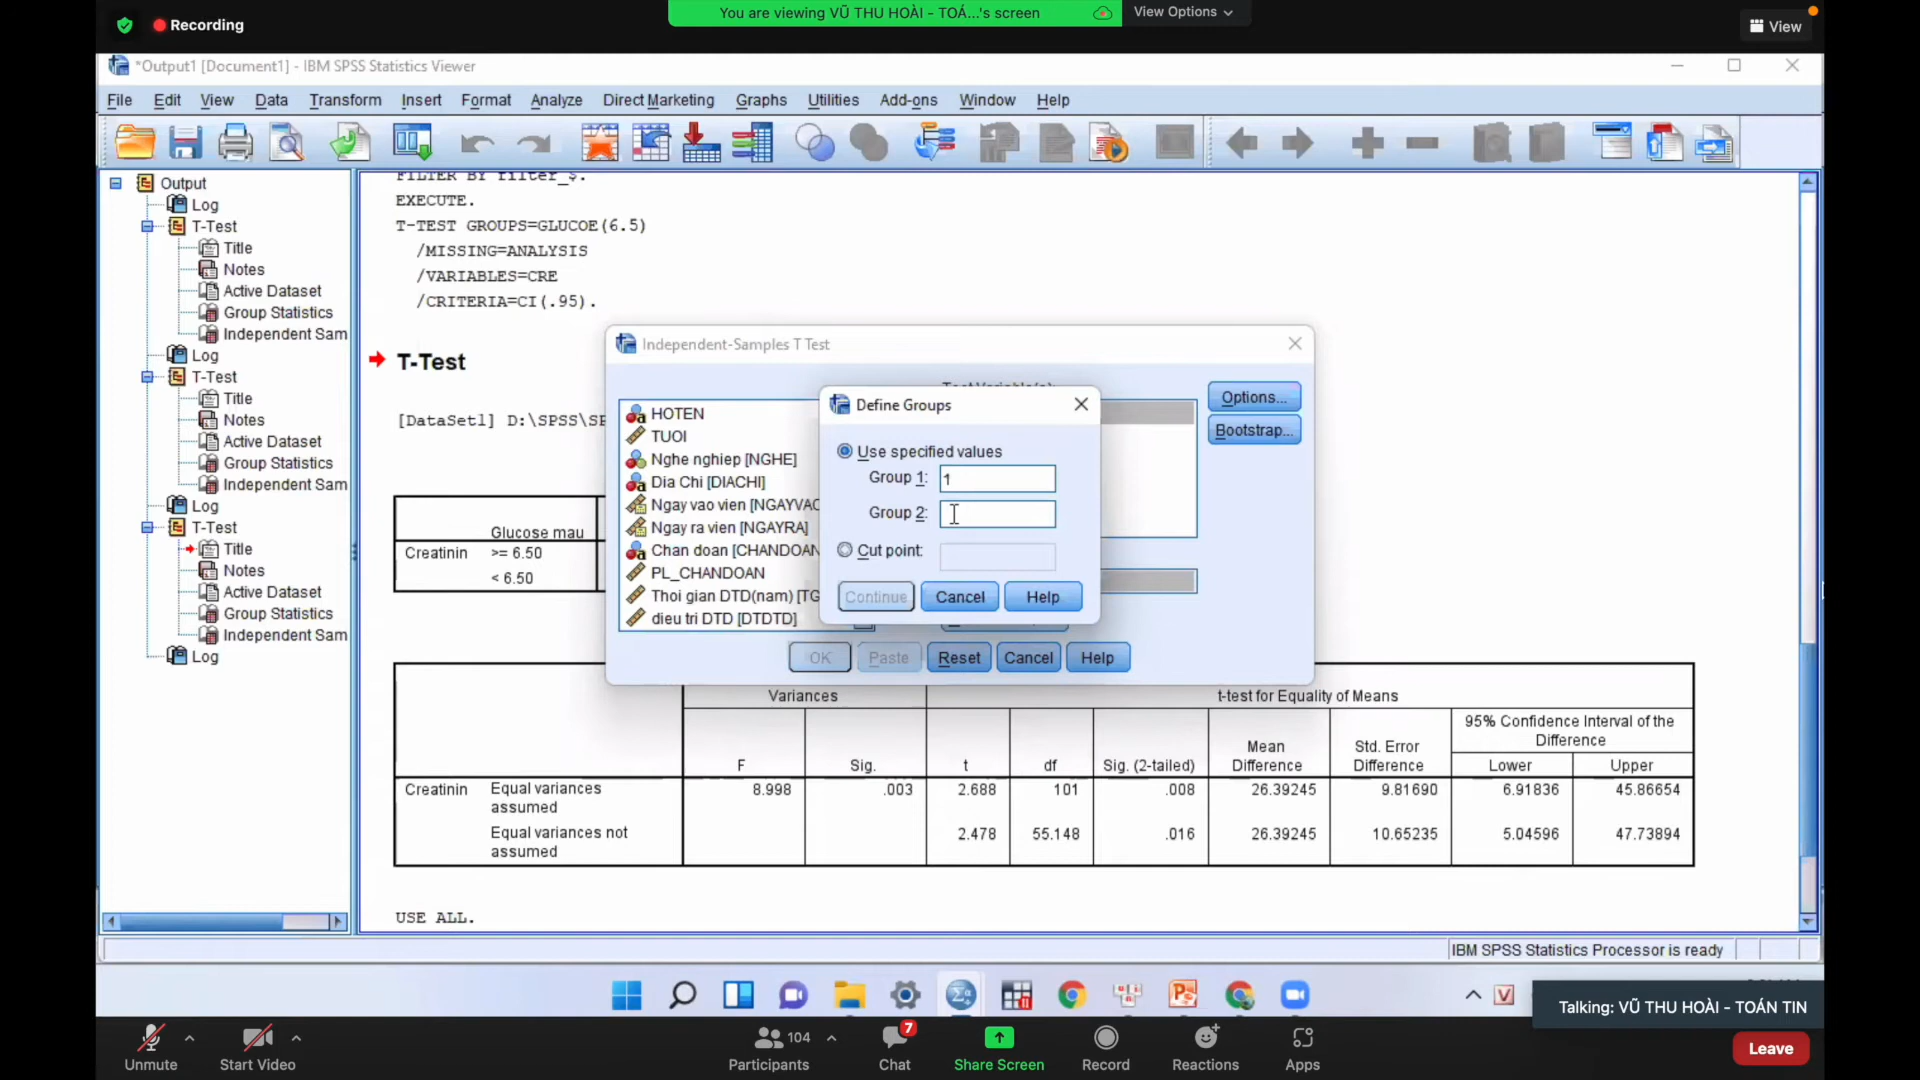 Recording
You are viewing VŨ THU HOÀI - TOÁ...'s screen
View Options
View
*Output1 [Document1] - IBM SPSS Statistics Viewer
File Edit View Data Transform Insert Format Analyze Direct Marketing Graphs Utilities Add-ons Window Help
Output
Log
T-Test
Title
Notes
Active Dataset
Group Statistics
Independent Sam
Log
T-Test
Title
Notes
Active Dataset
Group Statistics
Independent Sam
Log
T-Test
Title
Notes
Active Dataset
Group Statistics
Independent Sam
Log
FILTER BY filter_$.
EXECUTE.
T-TEST GROUPS=GLUCOE(6.5)
/MISSING=ANALYSIS
/VARIABLES=CRE
/CRITERIA=CI(.95).
T-Test
[DataSet1] D:\SPSS\SP
Glucose mau
Creatinin >= 6.50
< 6.50
Independent-Samples T Test
HOTEN
TUOI
Nghe nghiep [NGHE]
Dia Chi [DIACHI]
Ngay vao vien [NGAYVAO
Ngay ra vien [NGAYRA]
Chan doan [CHANDOAN
PL_CHANDOAN
Thoi gian DTD(nam) [TG
dieu tri DTD [DTDTD]
Options...
Bootstrap...
Define Groups
Use specified values
Group 1: 1
Group 2:
Cut point:
Continue Cancel Help
OK Paste Reset Cancel Help
Variances t-test for Equality of Means
95% Confidence Interval of the
Difference
F Sig. t df Sig. (2-tailed) Mean
Difference Std. Error
Difference Lower Upper
Creatinin Equal variances
assumed 8.998 .003 2.688 101 .008 26.39245 9.81690 6.91836 45.86654
Equal variances not
assumed 2.478 55.148 .016 26.39245 10.65235 5.04596 47.73894
USE ALL.
IBM SPSS Statistics Processor is ready
Talking: VŨ THU HOÀI - TOÁN TIN
Unmute
Start Video
104
Participants
7
Chat
Share Screen
Record
Reactions
Apps
Leave